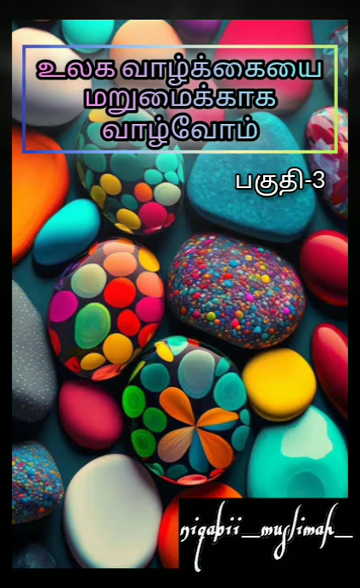 உலக வாழ்க்கையை
மறுமைக்காக
வாழ்வோம்
பகுதி-3
niqabii_muslimah_